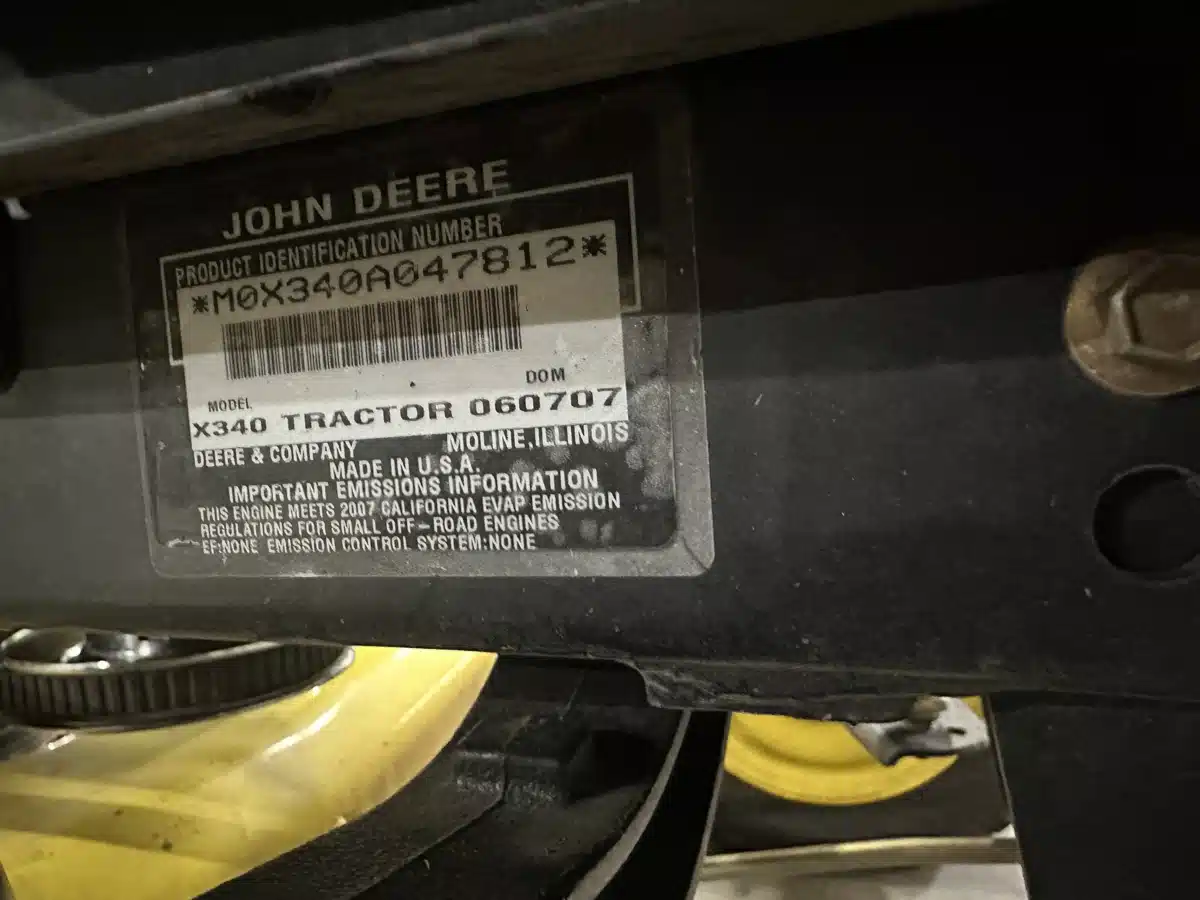 JOHN DEERE
PRODUCT IDENTIFICATION NUMBER
*M0X340A047812*
MODEL DOM
X340 TRACTOR 060707
DEERE & COMPANY MOLINE, ILLINOIS
MADE IN U.S.A.
IMPORTANT EMISSIONS INFORMATION
THIS ENGINE MEETS 2007 CALIFORNIA EVAP EMISSION
REGULATIONS FOR SMALL OFF-ROAD ENGINES
EF:NONE EMISSION CONTROL SYSTEM:NONE